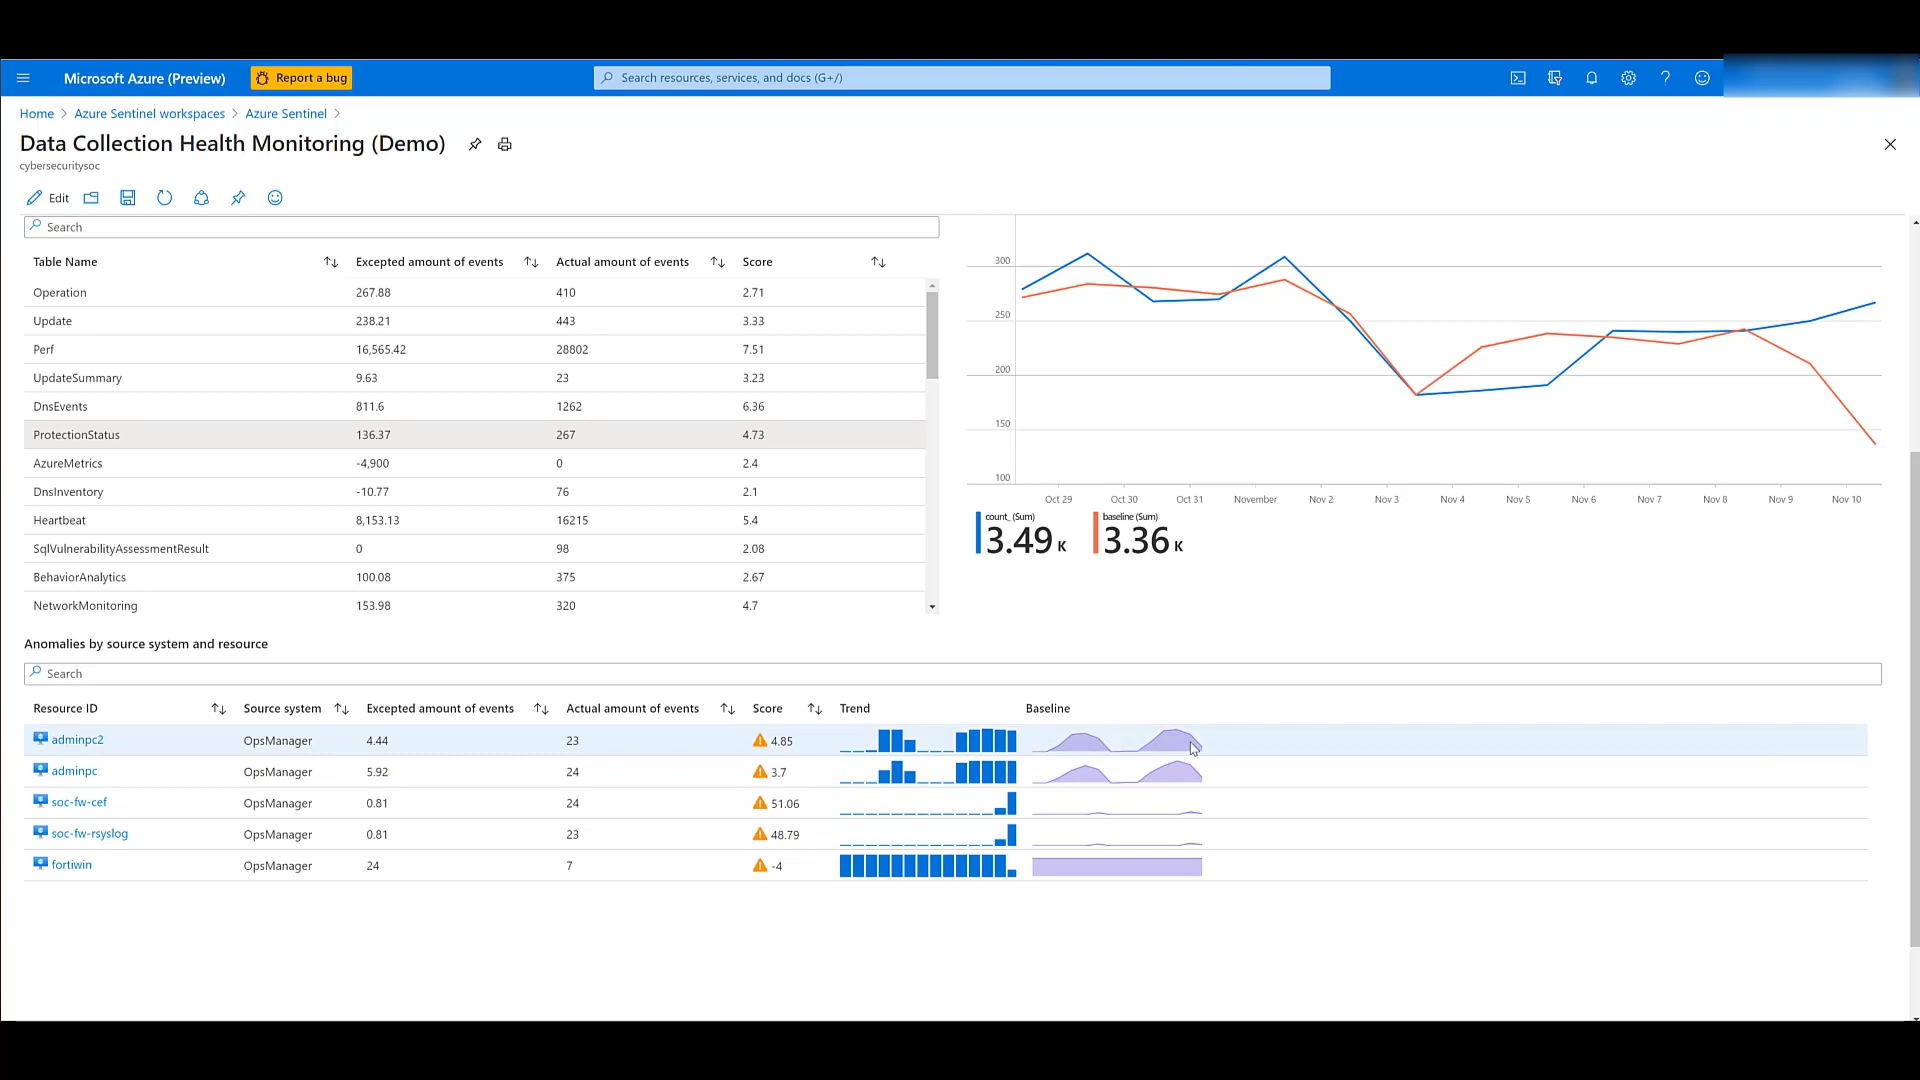 Microsoft Azure (Preview) Report a bug Search resources, services, and docs (G+/)
Home > Azure Sentinel workspaces > Azure Sentinel >
Data Collection Health Monitoring (Demo)
cybersecuritysoc
Edit
Search
Table Name Excepted amount of events Actual amount of events Score
Operation 267.88 410 2.71
Update 238.21 443 3.33
Perf 16,565.42 28802 7.51
UpdateSummary 9.63 23 3.23
DnsEvents 811.6 1262 6.36
ProtectionStatus 136.37 267 4.73
AzureMetrics -4,900 0 2.4
DnsInventory -10.77 76 2.1
Heartbeat 8,153.13 16215 5.4
SqlVulnerabilityAssessmentResult 0 98 2.08
BehaviorAnalytics 100.08 375 2.67
NetworkMonitoring 153.98 320 4.7
300
250
200
150
100
Oct 29 Oct 30 Oct 31 November Nov 2 Nov 3 Nov 4 Nov 5 Nov 6 Nov 7 Nov 8 Nov 9 Nov 10
count_ (Sum) baseline (Sum)
3.49 K 3.36 K
Anomalies by source system and resource
Search
Resource ID Source system Excepted amount of events Actual amount of events Score Trend Baseline
adminpc2 OpsManager 4.44 23 4.85
adminpc OpsManager 5.92 24 3.7
soc-fw-cef OpsManager 0.81 24 51.06
soc-fw-rsyslog OpsManager 0.81 23 48.79
fortiwin OpsManager 24 7 -4